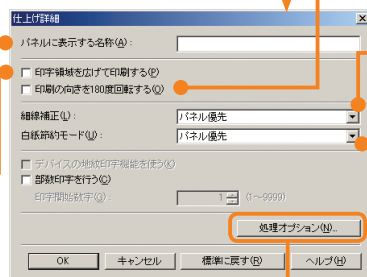 仕上げ詳細
パネルに表示する名称(A):
印字領域を広げて印刷する(P)
印刷の向きを180度回転する(O)
細線補正(L): パネル優先
白紙節約モード(U): パネル優先
デバイスの地紋印字機能を使う(K)
部数印字を行う(C)
印字開始数字(G): 1 (1~9999)
処理オプション(N)...
OK キャンセル 標準に戻す(R) ヘルプ(H)